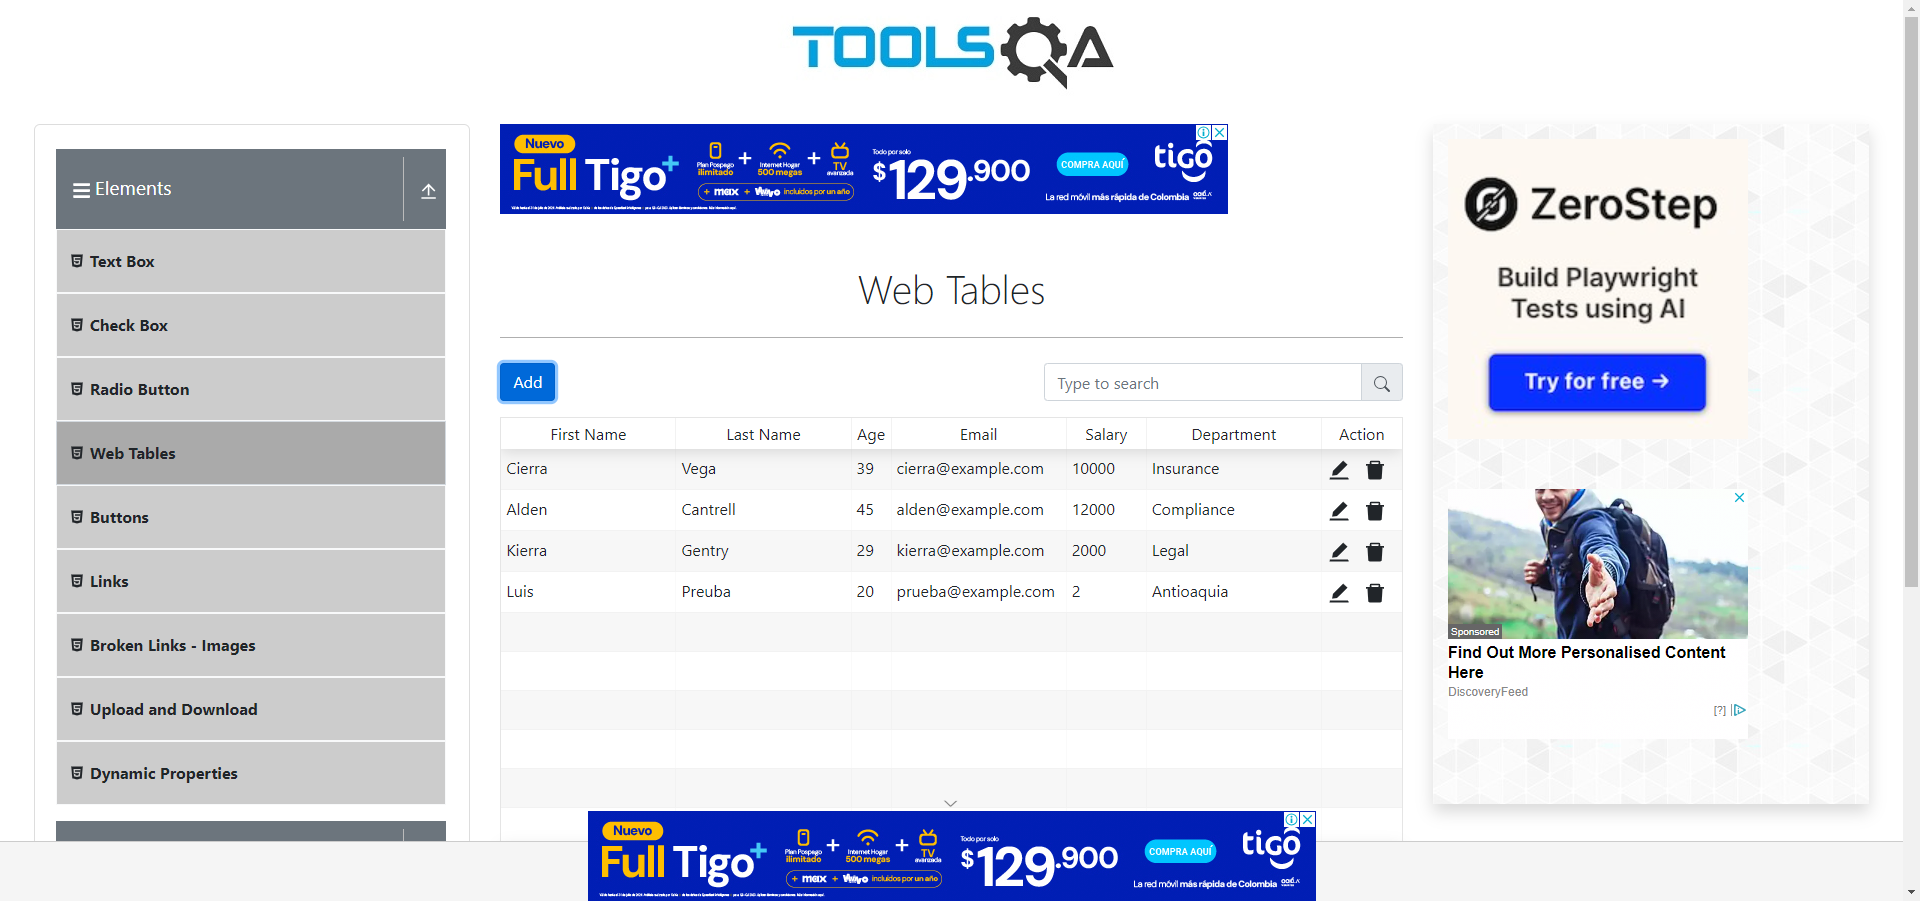 TOOLSQA
Elements
Text Box
Check Box
Radio Button
Web Tables
Buttons
Links
Broken Links - Images
Upload and Download
Dynamic Properties
Nuevo
Full Tigo+
Plan Pospago
ilimitado
+
Internet Hogar
500 megas
+
TV
avanzada
+ max + Win+ incluidos por un año
Todo por solo
$129.900
COMPRA AQUÍ
tigo
La red móvil más rápida de Colombia
Web Tables
Add
Type to search
First Name Last Name Age Email Salary Department Action
Cierra Vega 39 cierra@example.com 10000 Insurance
Alden Cantrell 45 alden@example.com 12000 Compliance
Kierra Gentry 29 kierra@example.com 2000 Legal
Luis Preuba 20 prueba@example.com 2 Antioaquia
ZeroStep
Build Playwright
Tests using AI
Try for free →
Sponsored
Find Out More Personalised Content
Here
DiscoveryFeed
[?]
Nuevo
Full Tigo+
Plan Pospago
ilimitado
+
Internet Hogar
500 megas
+
TV
avanzada
+ max + Win+ incluidos por un año
Todo por solo
$129.900
COMPRA AQUÍ
tigo
La red móvil más rápida de Colombia